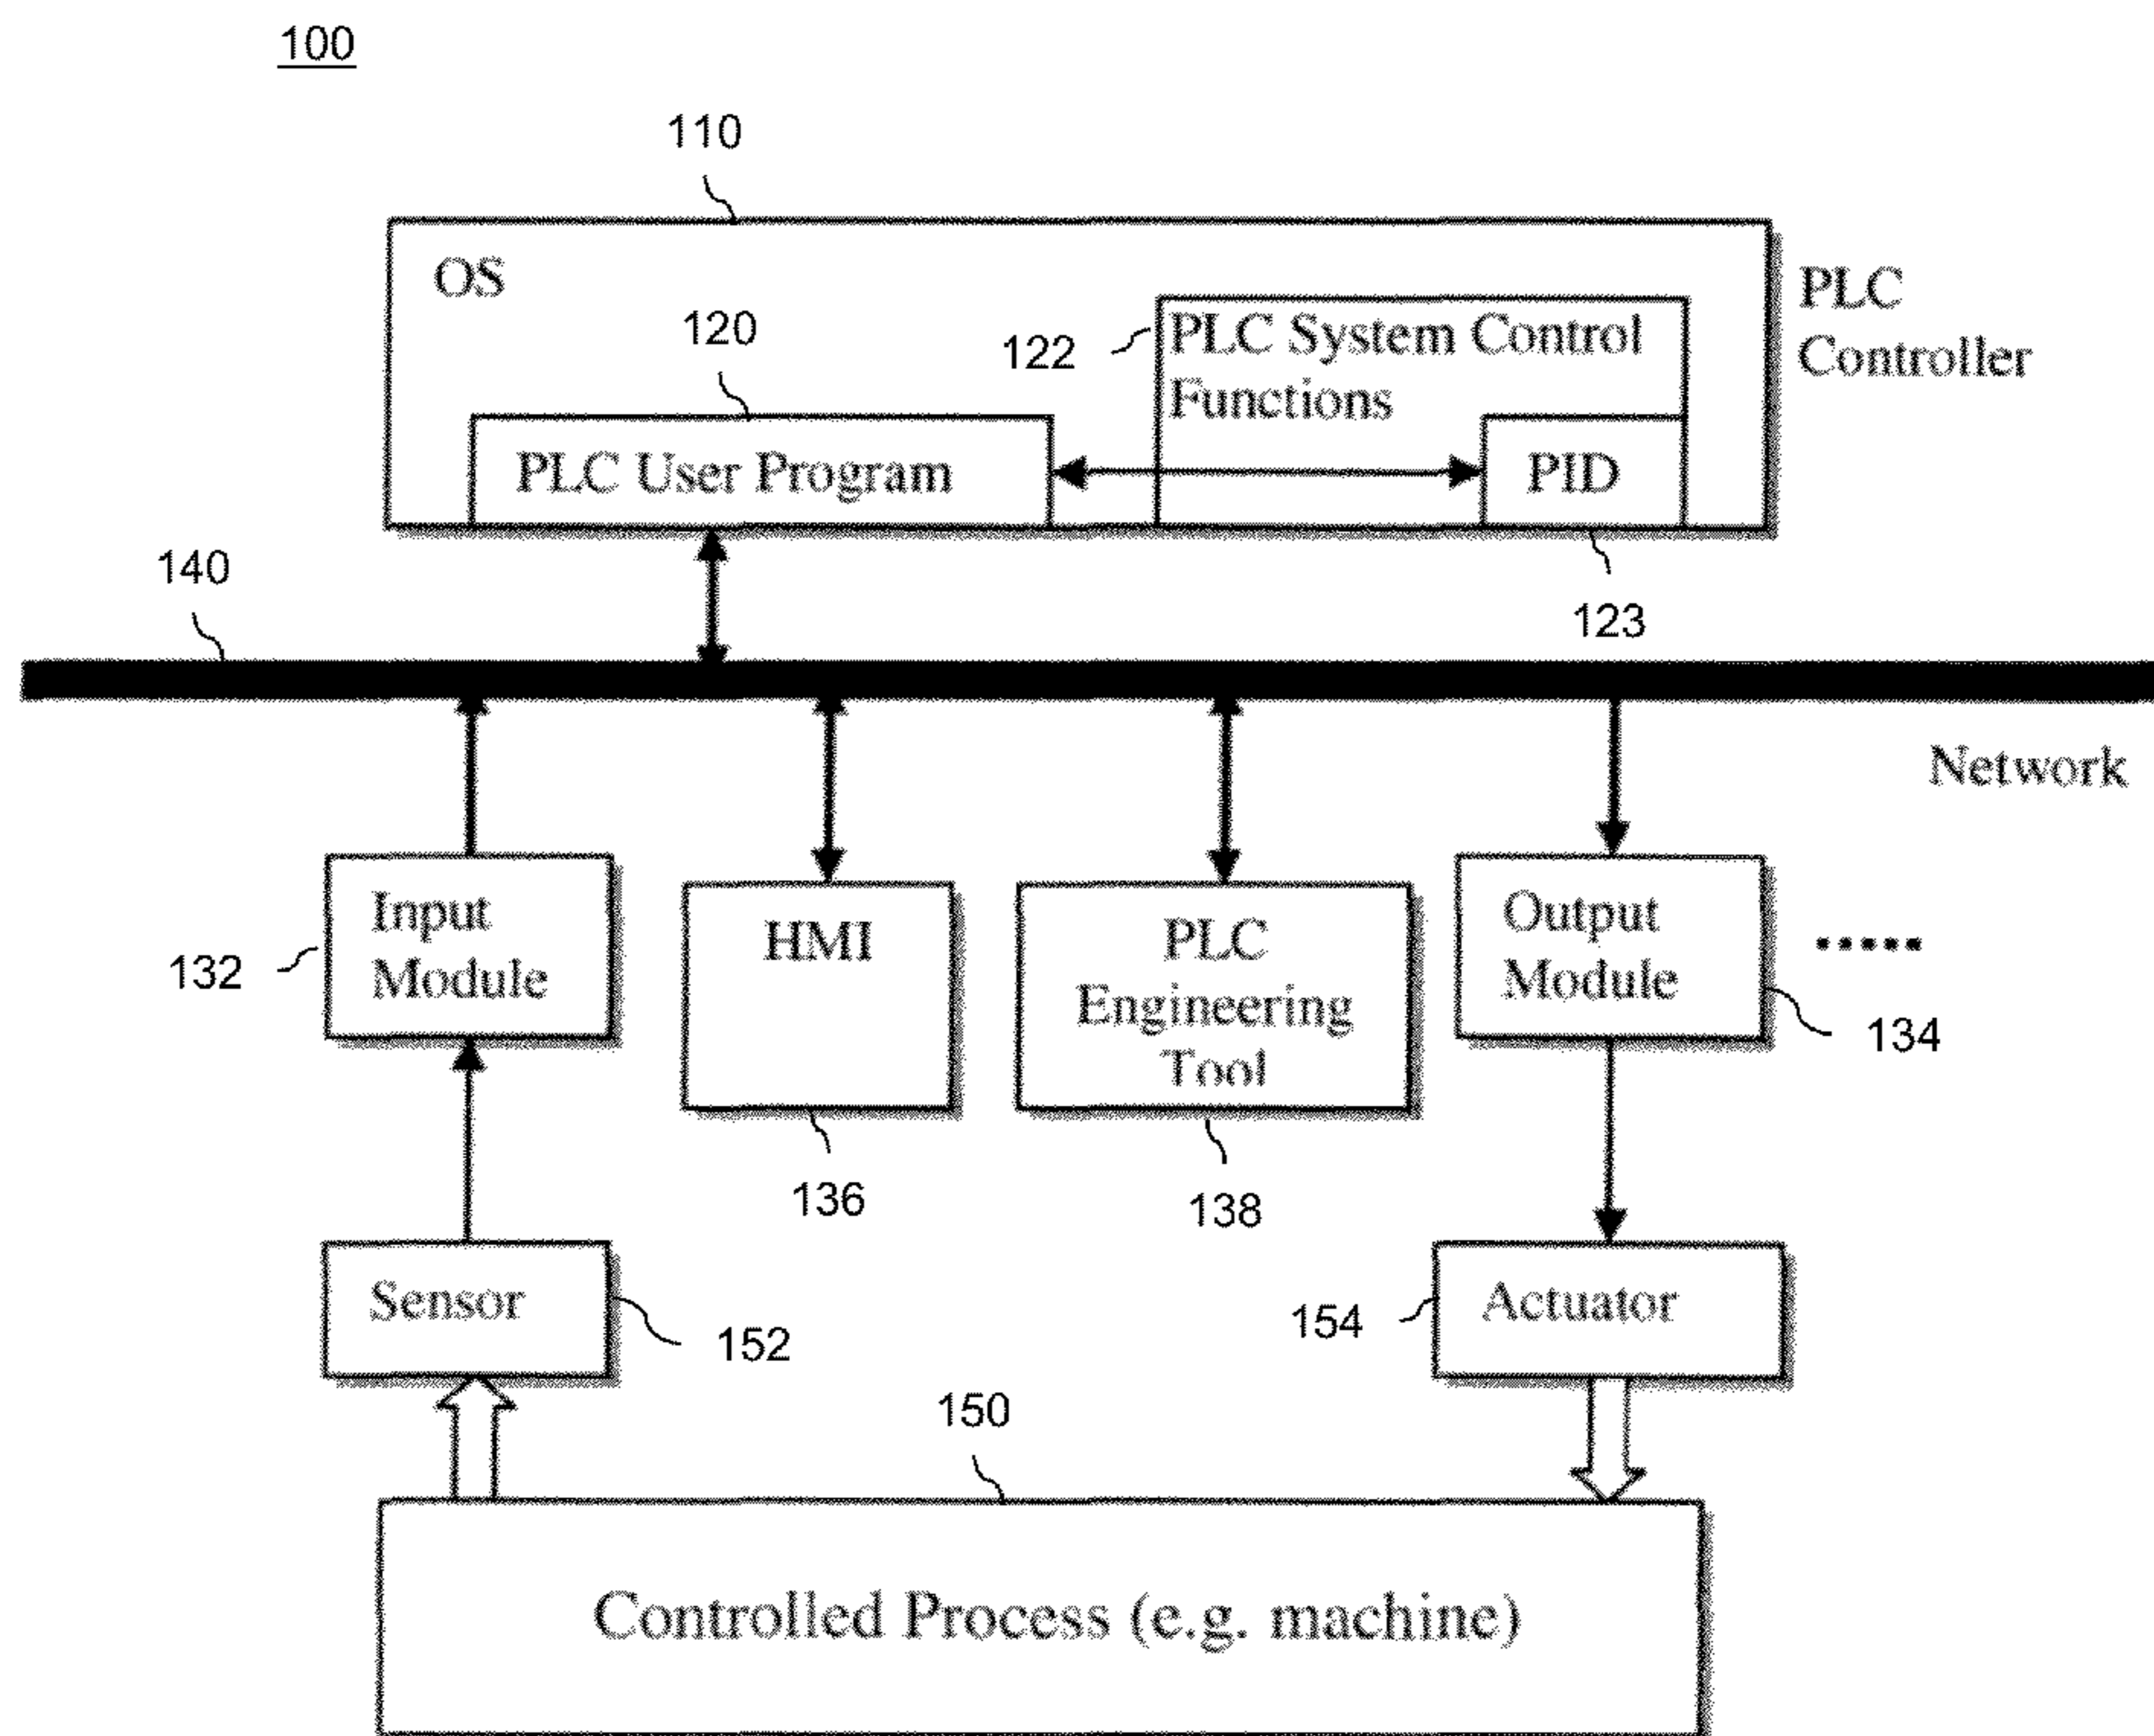 100
110
OS
PLC
Controller
120
122
PLC System Control
Functions
PLC User Program
PID
140
123
Network
Input
Module
132
HMI
PLC
Engineering
Tool
Output
Module
134
136
138
Sensor
152
154
Actuator
150
Controlled Process (e.g. machine)